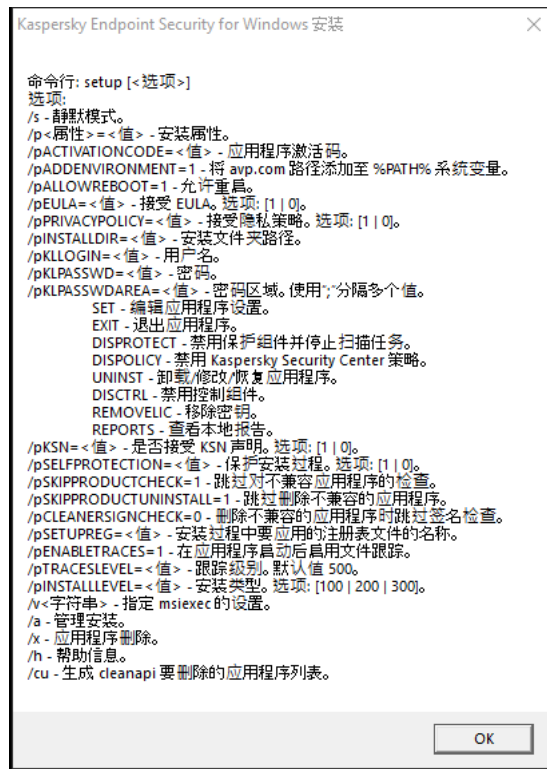 Kaspersky Endpoint Security for Windows 安装
命令行: setup [<选项>]
选项:
/s - 静默模式。
/p<属性>=<值> - 安装属性。
/pACTIVATIONCODE=<值> - 应用程序激活码。
/pADDENVIRONMENT=1 - 将 avp.com 路径添加至 %PATH% 系统变量。
/pALLOWREBOOT=1 - 允许重启。
/pEULA=<值> - 接受 EULA。选项: [1 | 0]。
/pPRIVACYPOLICY=<值> - 接受隐私策略。选项: [1 | 0]。
/pINSTALLDIR=<值> - 安装文件夹路径。
/pKLLOGIN=<值> - 用户名。
/pKLPASSWD=<值> - 密码。
/pKLPASSWDAREA=<值> - 密码区域。使用";"分隔多个值。
SET - 编辑应用程序设置。
EXIT - 退出应用程序。
DISPROTECT - 禁用保护组件并停止扫描任务。
DISPOLICY - 禁用 Kaspersky Security Center 策略。
UNINST - 卸载/修改/恢复应用程序。
DISCTRL - 禁用控制组件。
REMOVELIC - 移除密钥。
REPORTS - 查看本地报告。
/pKSN=<值> - 是否接受 KSN 声明。选项: [1 | 0]。
/pSELFPROTECTION=<值> - 保护安装过程。选项: [1 | 0]。
/pSKIPPRODUCTCHECK=1 - 跳过对不兼容应用程序的检查。
/pSKIPPRODUCTUNINSTALL=1 - 跳过删除不兼容的应用程序。
/pCLEANERSIGNCHECK=0 - 删除不兼容的应用程序时跳过签名检查。
/pSETUPREG=<值> - 安装过程中要应用的注册表文件的名称。
/pENABLETRACES=1 - 在应用程序启动后启用文件跟踪。
/pTRACESLEVEL=<值> - 跟踪级别。默认值 500。
/pINSTALLLEVEL=<值> - 安装类型。选项: [100 | 200 | 300]。
/v<字符串> - 指定 msiexec 的设置。
/a - 管理安装。
/x - 应用程序删除。
/h - 帮助信息。
/cu - 生成 cleanapi 要删除的应用程序列表。
OK